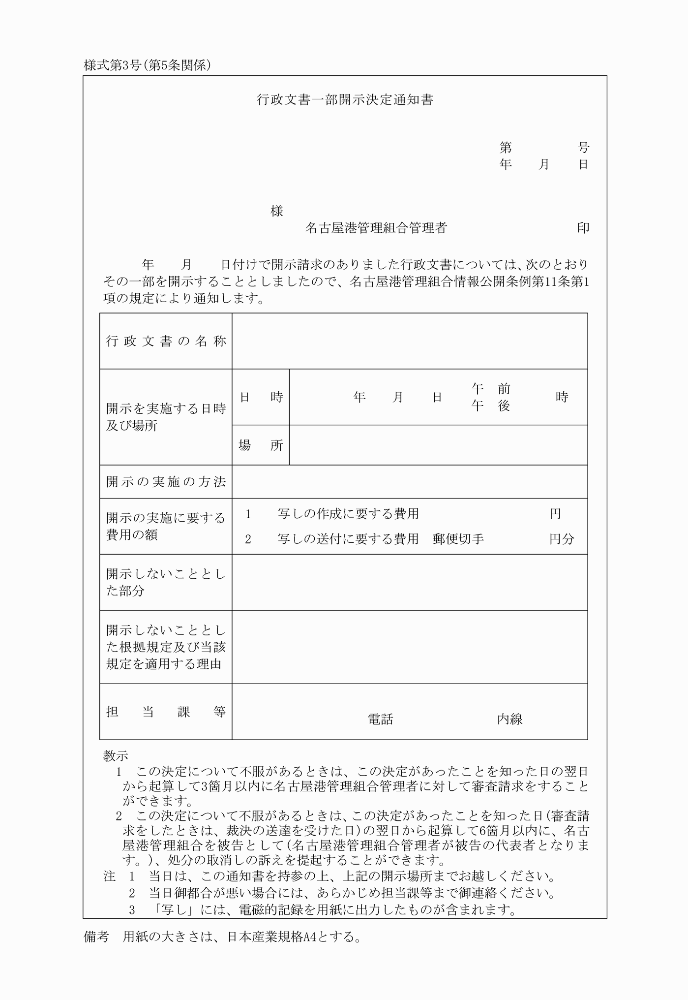 様式第3号(第5条関係)
行政文書一部開示決定通知書
第　　　　　号
年　　月　　日
様
名古屋港管理組合管理者　　　　　　　　　　印
年　　月　　日付けで開示請求のありました行政文書については、次のとおり
その一部を開示することとしましたので、名古屋港管理組合情報公開条例第11条第1
項の規定により通知します。
行政文書の名称
開示を実施する日時
及び場所
日　時
年　　月　　日　　午　前　　　時
午　後
場　所
開示の実施の方法
開示の実施に要する
費用の額
1　　写しの作成に要する費用　　　　　　　　　　円
2　　写しの送付に要する費用　郵便切手　　　　　円分
開示しないこととし
た部分
開示しないこととし
た根拠規定及び当該
規定を適用する理由
担　当　課　等
電話　　　　　　　　内線
教示
1　この決定について不服があるときは、この決定があったことを知った日の翌日
から起算して3箇月以内に名古屋港管理組合管理者に対して審査請求をすること
ができます。
2　この決定について不服があるときは、この決定があったことを知った日(審査請
求をしたときは、裁決の送達を受けた日)の翌日から起算して6箇月以内に、名古
屋港管理組合を被告として(名古屋港管理組合管理者が被告の代表者となりま
す。)、処分の取消しの訴えを提起することができます。
注　1　当日は、この通知書を持参の上、上記の開示場所までお越しください。
2　当日御都合が悪い場合には、あらかじめ担当課等まで御連絡ください。
3　「写し」には、電磁的記録を用紙に出力したものが含まれます。
備考　用紙の大きさは、日本産業規格A4とする。